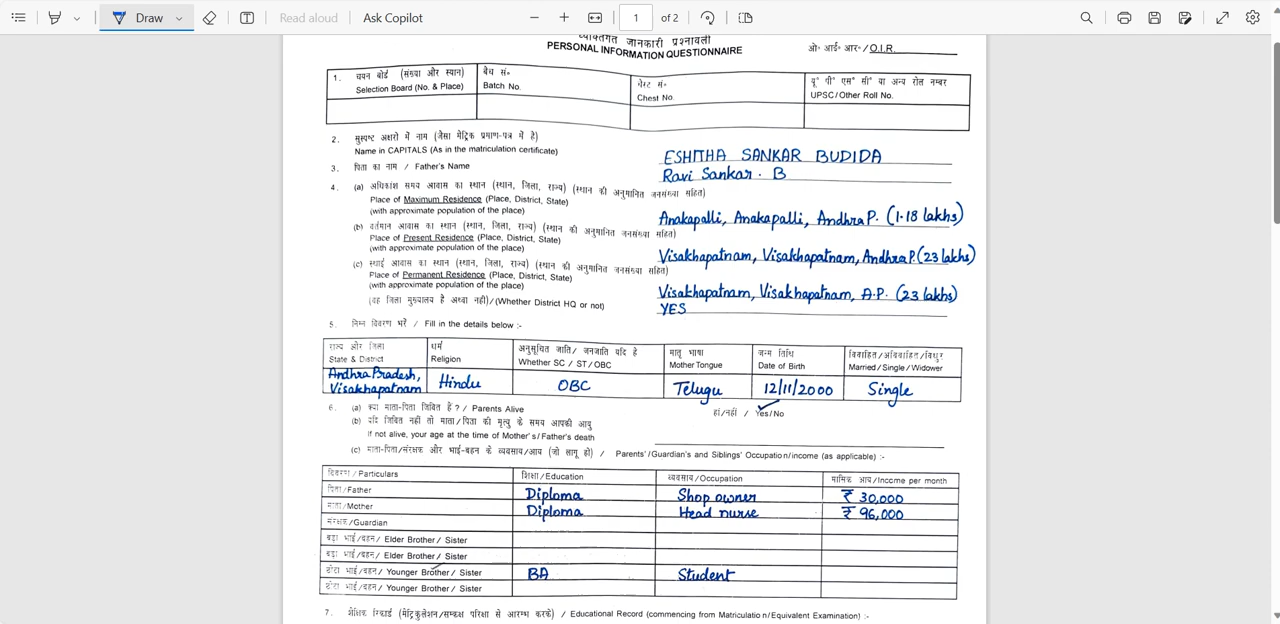 Draw
Read aloud
Ask Copilot
1
of 2
व्यक्तिगत जानकारी प्रश्नावली
PERSONAL INFORMATION QUESTIONNAIRE
ओ॰ आई॰ आर॰ / O.I.R.
1. चयन बोर्ड (संख्या और स्थान)
Selection Board (No. & Place)
बैच सं॰
Batch No.
चेस्ट सं॰
Chest No.
यू॰ पी॰ एस॰ सी॰ या अन्य रोल नम्बर
UPSC/Other Roll No.
2. सुस्पष्ट अक्षरों में नाम (जैसा मैट्रिक प्रमाण-पत्र में है)
Name in CAPITALS (As in the matriculation certificate)
ESHITHA SANKAR BUDIDA
3. पिता का नाम / Father's Name
Ravi Sankar. B
4. (a) अधिकांश समय आवास का स्थान (स्थान, जिला, राज्य) (स्थान की अनुमानित जनसंख्या सहित)
Place of Maximum Residence (Place, District, State)
(with approximate population of the place)
Anakapalli, Anakapalli, Andhra P. (1.18 lakhs)
(b) वर्तमान आवास का स्थान (स्थान, जिला, राज्य) (स्थान की अनुमानित जनसंख्या सहित)
Place of Present Residence (Place, District, State)
(with approximate population of the place)
Visakhapatnam, Visakhapatnam, Andhra P. (23 lakhs)
(c) स्थाई आवास का स्थान (स्थान, जिला, राज्य) (स्थान की अनुमानित जनसंख्या सहित)
Place of Permanent Residence (Place, District, State)
(with approximate population of the place)
Visakhapatnam, Visakhapatnam, A.P. (23 lakhs)
(वह जिला मुख्यालय है अथवा नहीं) / (Whether District HQ or not)
YES
5. निम्न विवरण भरें / Fill in the details below :-
राज्य और जिला
State & District
धर्म
Religion
अनुसूचित जाति/ जनजाति यदि है
Whether SC / ST / OBC
मातृ भाषा
Mother Tongue
जन्म तिथि
Date of Birth
विवाहित/अविवाहित/विधुर
Married / Single / Widower
Andhra Pradesh,
Visakhapatnam
Hindu
OBC
Telugu
12/11/2000
Single
6. (a) क्या माता-पिता जिवित हैं ? / Parents Alive
हां/नहीं / Yes/No
(b) यदि जिवित नहीं तो माता/पिता की मृत्यु के समय आपकी आयु
If not alive, your age at the time of Mother's/Father's death
(c) माता-पिता/संरक्षक और भाई-बहन के व्यवसाय/आय (जो लागू हो) / Parents'/Guardian's and Siblings' Occupation/income (as applicable) :-
विवरण / Particulars
शिक्षा / Education
व्यवसाय / Occupation
मासिक आय/Income per month
पिता / Father
Diploma
Shop owner
₹ 30,000
माता / Mother
Diploma
Head nurse
₹ 96,000
संरक्षक / Guardian
बड़ा भाई/बहन / Elder Brother / Sister
बड़ा भाई/बहन / Elder Brother / Sister
छोटा भाई/बहन / Younger Brother / Sister
BA
Student
छोटा भाई/बहन / Younger Brother / Sister
7. शैक्षिक रिकार्ड (मैट्रिकुलेशन/समकक्ष परिक्षा से आरम्भ करके) / Educational Record (commencing from Matriculation/Equivalent Examination) :-